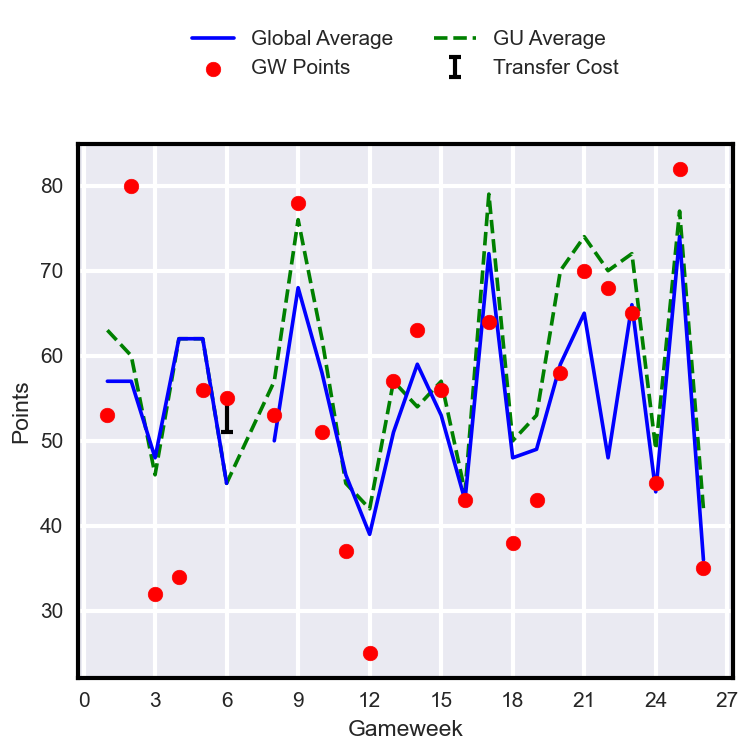 Global Average
GU Average
GW Points
Transfer Cost
Points
80
70
60
50
40
30
0 3 6 9 12 15 18 21 24 27
Gameweek